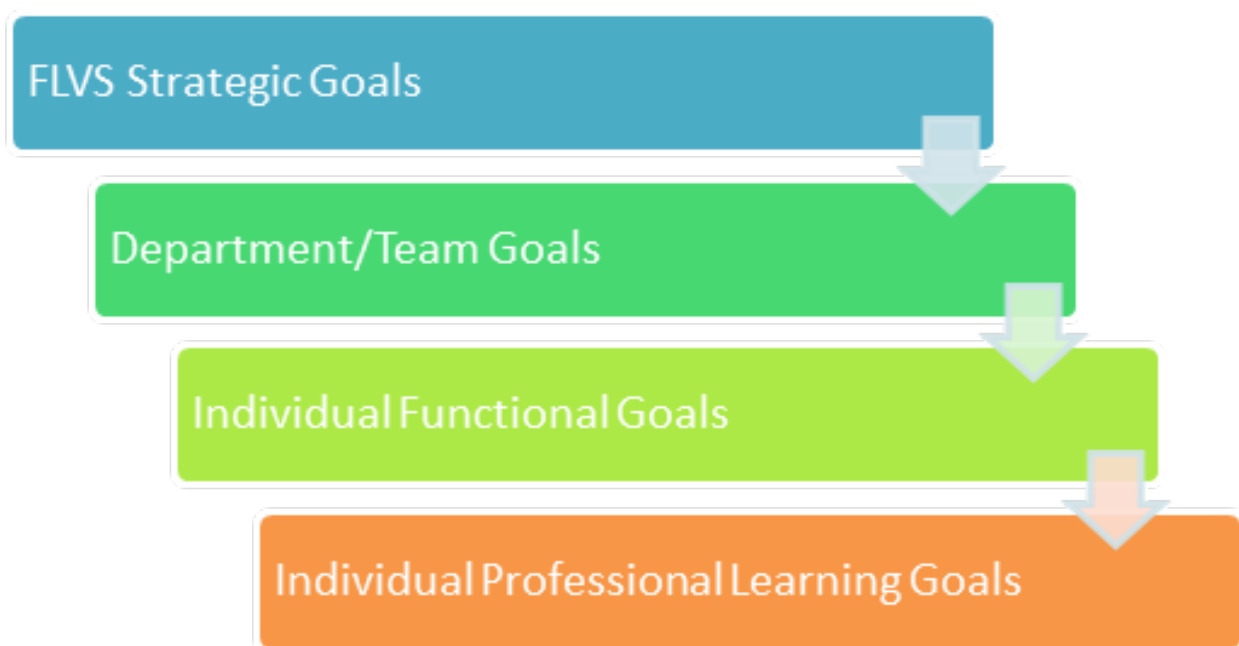 FLVS Strategic Goals
Department/Team Goals
Individual Functional Goals
Individual Professional Learning Goals